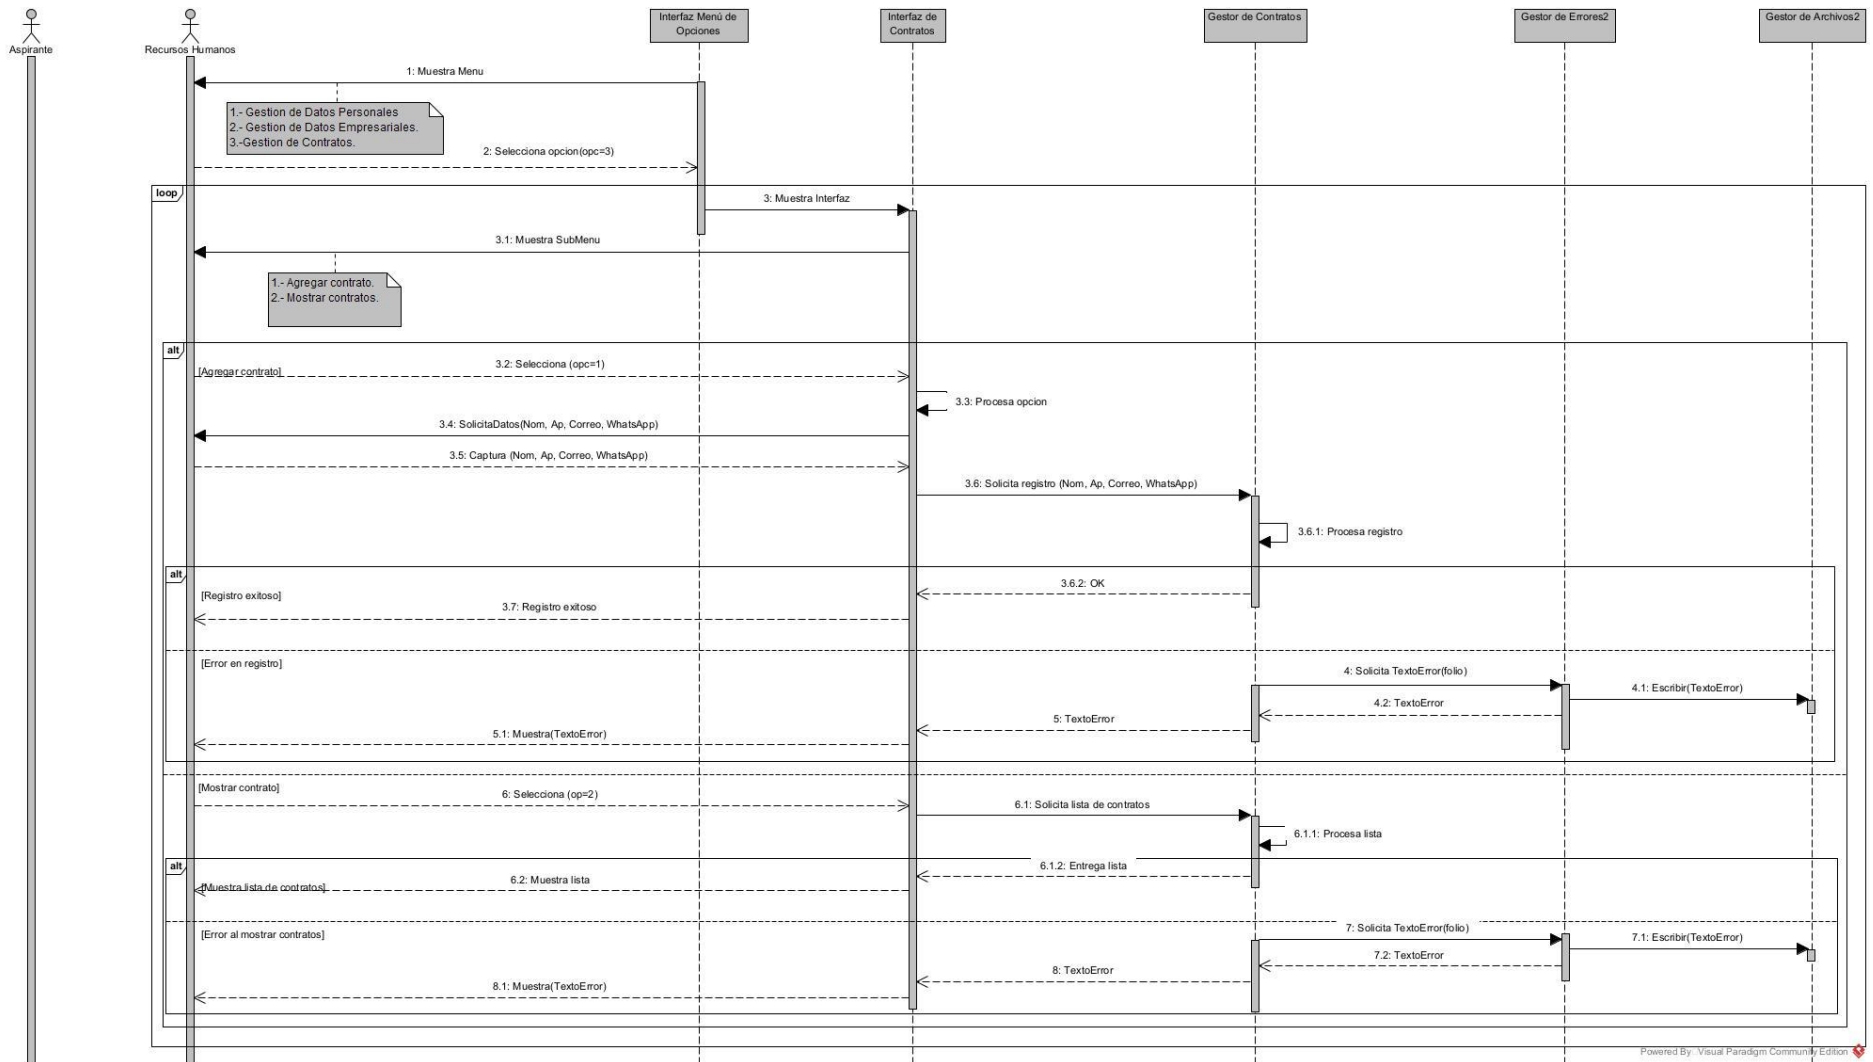 Aspirante
Recursos Humanos
Interfaz Menú de
Opciones
Interfaz de
Contratos
Gestor de Contratos
Gestor de Errores2
Gestor de Archivos2
1: Muestra Menu
1.- Gestion de Datos Personales
2.- Gestion de Datos Empresariales.
3.-Gestion de Contratos.
2: Selecciona opcion(opc=3)
loop
3: Muestra Interfaz
3.1: Muestra SubMenu
1.- Agregar contrato.
2.- Mostrar contratos.
alt
[Agregar contrato]
3.2: Selecciona (opc=1)
3.3: Procesa opcion
3.4: SolicitaDatos(Nom, Ap, Correo, WhatsApp)
3.5: Captura (Nom, Ap, Correo, WhatsApp)
3.6: Solicita registro (Nom, Ap, Correo, WhatsApp)
3.6.1: Procesa registro
alt
3.6.2: OK
[Registro exitoso]
3.7: Registro exitoso
[Error en registro]
4: Solicita TextoError(folio)
4.1: Escribir(TextoError)
4.2: TextoError
5: TextoError
5.1: Muestra(TextoError)
[Mostrar contrato]
6: Selecciona (op=2)
6.1: Solicita lista de contratos
6.1.1: Procesa lista
alt
6.1.2: Entrega lista
[Muestra lista de contratos]
6.2: Muestra lista
[Error al mostrar contratos]
7: Solicita TextoError(folio)
7.1: Escribir(TextoError)
7.2: TextoError
8: TextoError
8.1: Muestra(TextoError)
Powered By: Visual Paradigm Community Edition